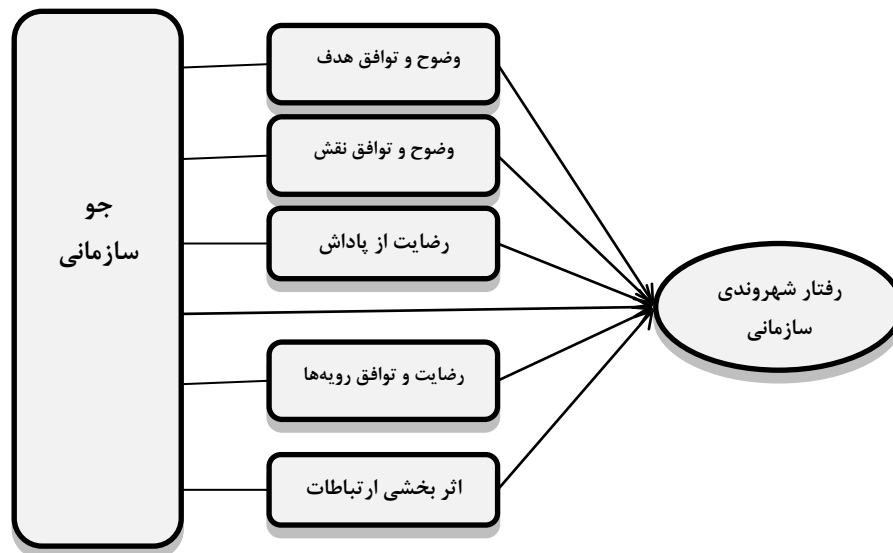 وضوح و توافق هدف
وضوح و توافق نقش
جو
سازمانی
رضایت از پاداش
رفتار شهروندی
سازمانی
رضایت و توافق رویه‌ها
اثر بخشی ارتباطات